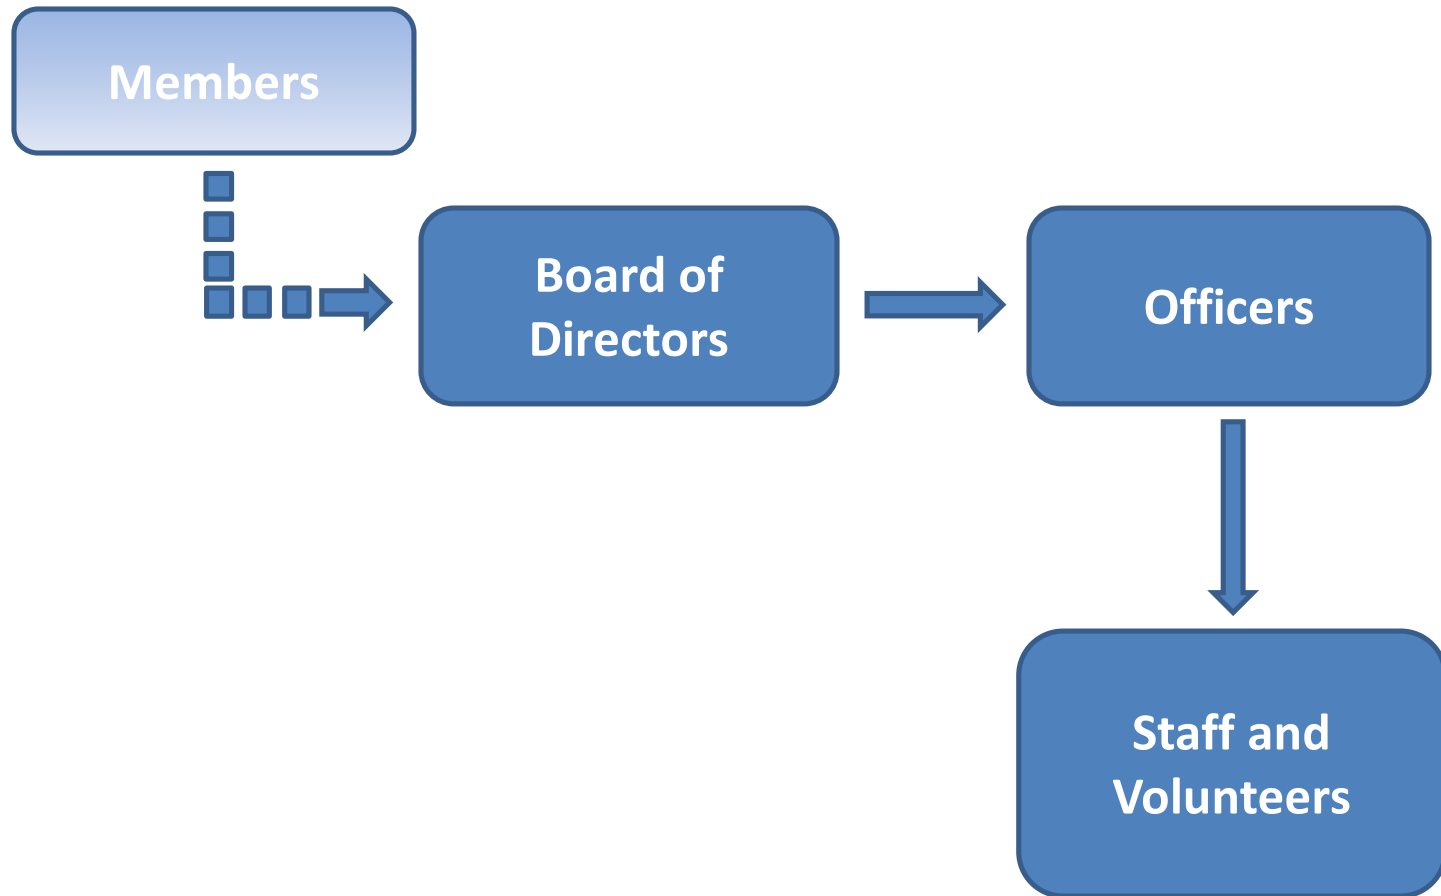 Members
Board of
Directors
Officers
Staff and
Volunteers